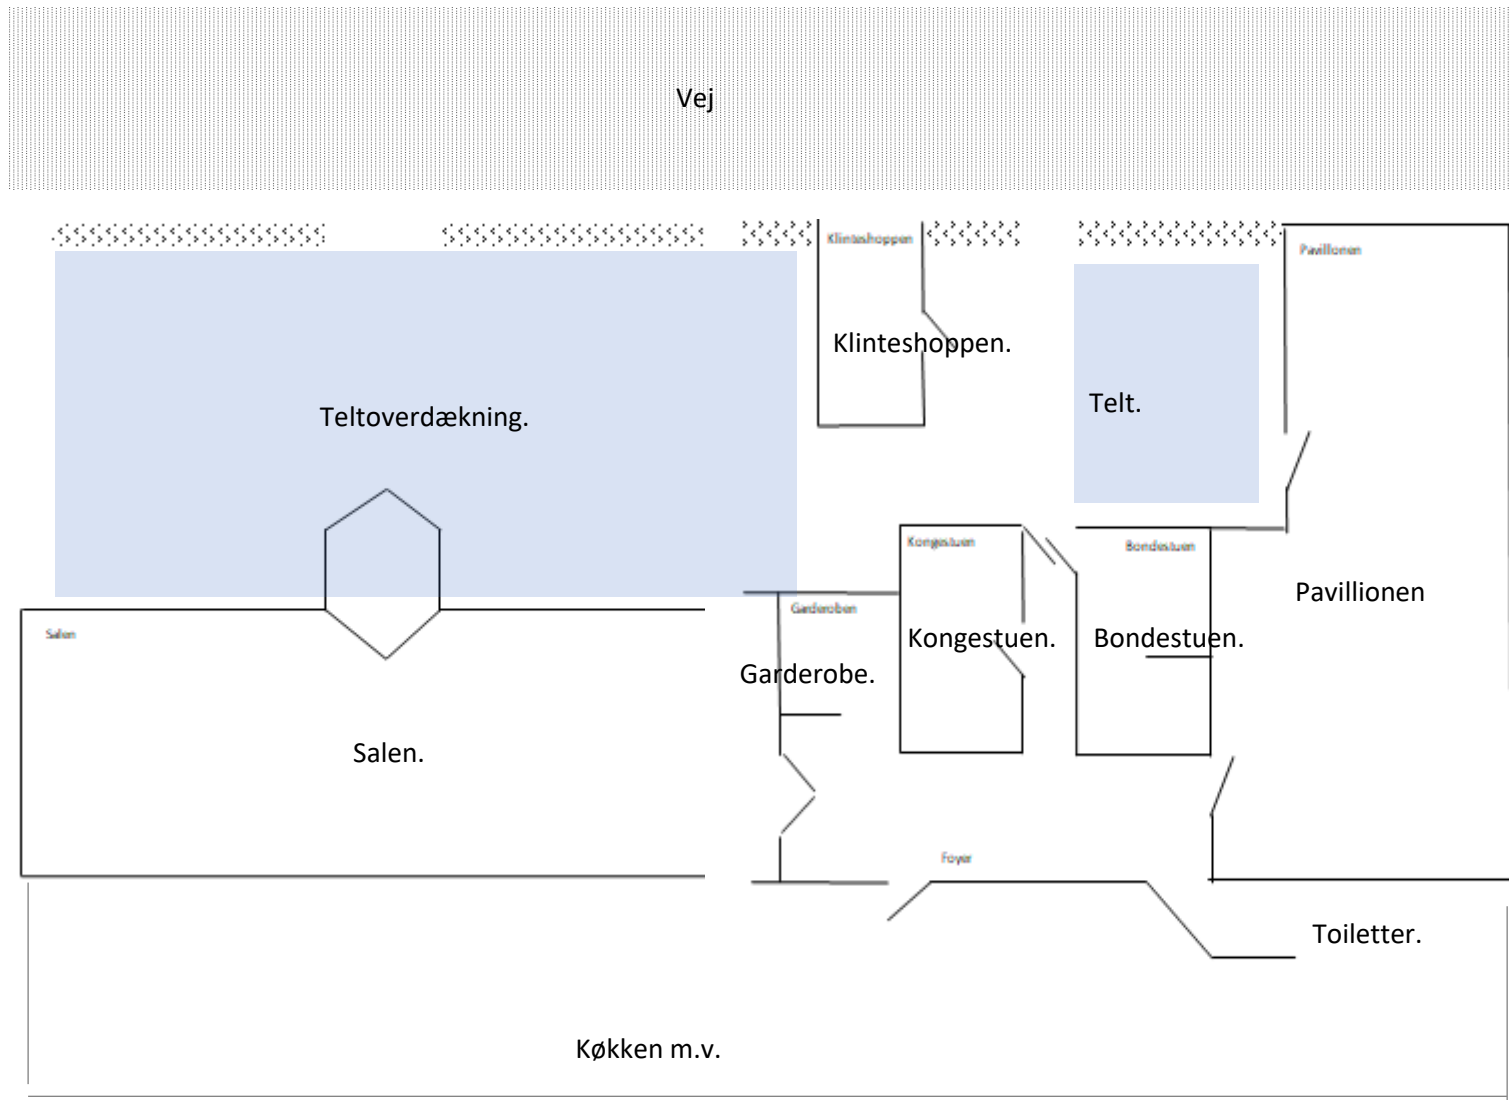 Vej
Klinteshoppen
Pavillonen
Klinteshoppen.
Telt.
Teltoverdækning.
Kongestuen
Bondestuen
Pavillionen
Garderoben
Salen
Kongestuen.
Bondestuen.
Garderobe.
Salen.
Foyer
Toiletter.
Køkken m.v.